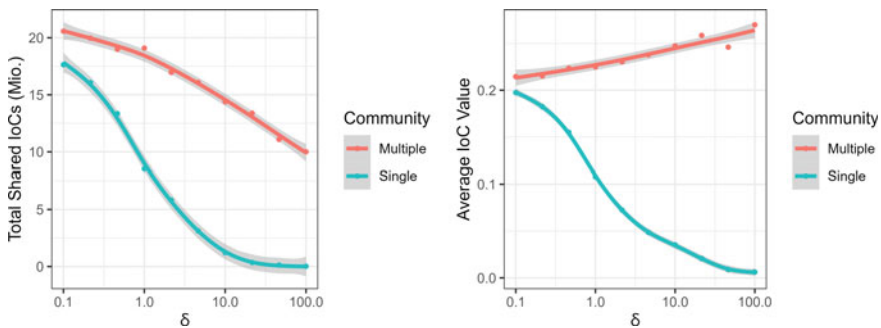 Total Shared IoCs (Mio.)
20
15
10
5
0
0.1 1.0 10.0 100.0
δ
Community
Multiple
Single
Average IoC Value
0.2
0.1
0.0
0.1 1.0 10.0 100.0
δ
Community
Multiple
Single